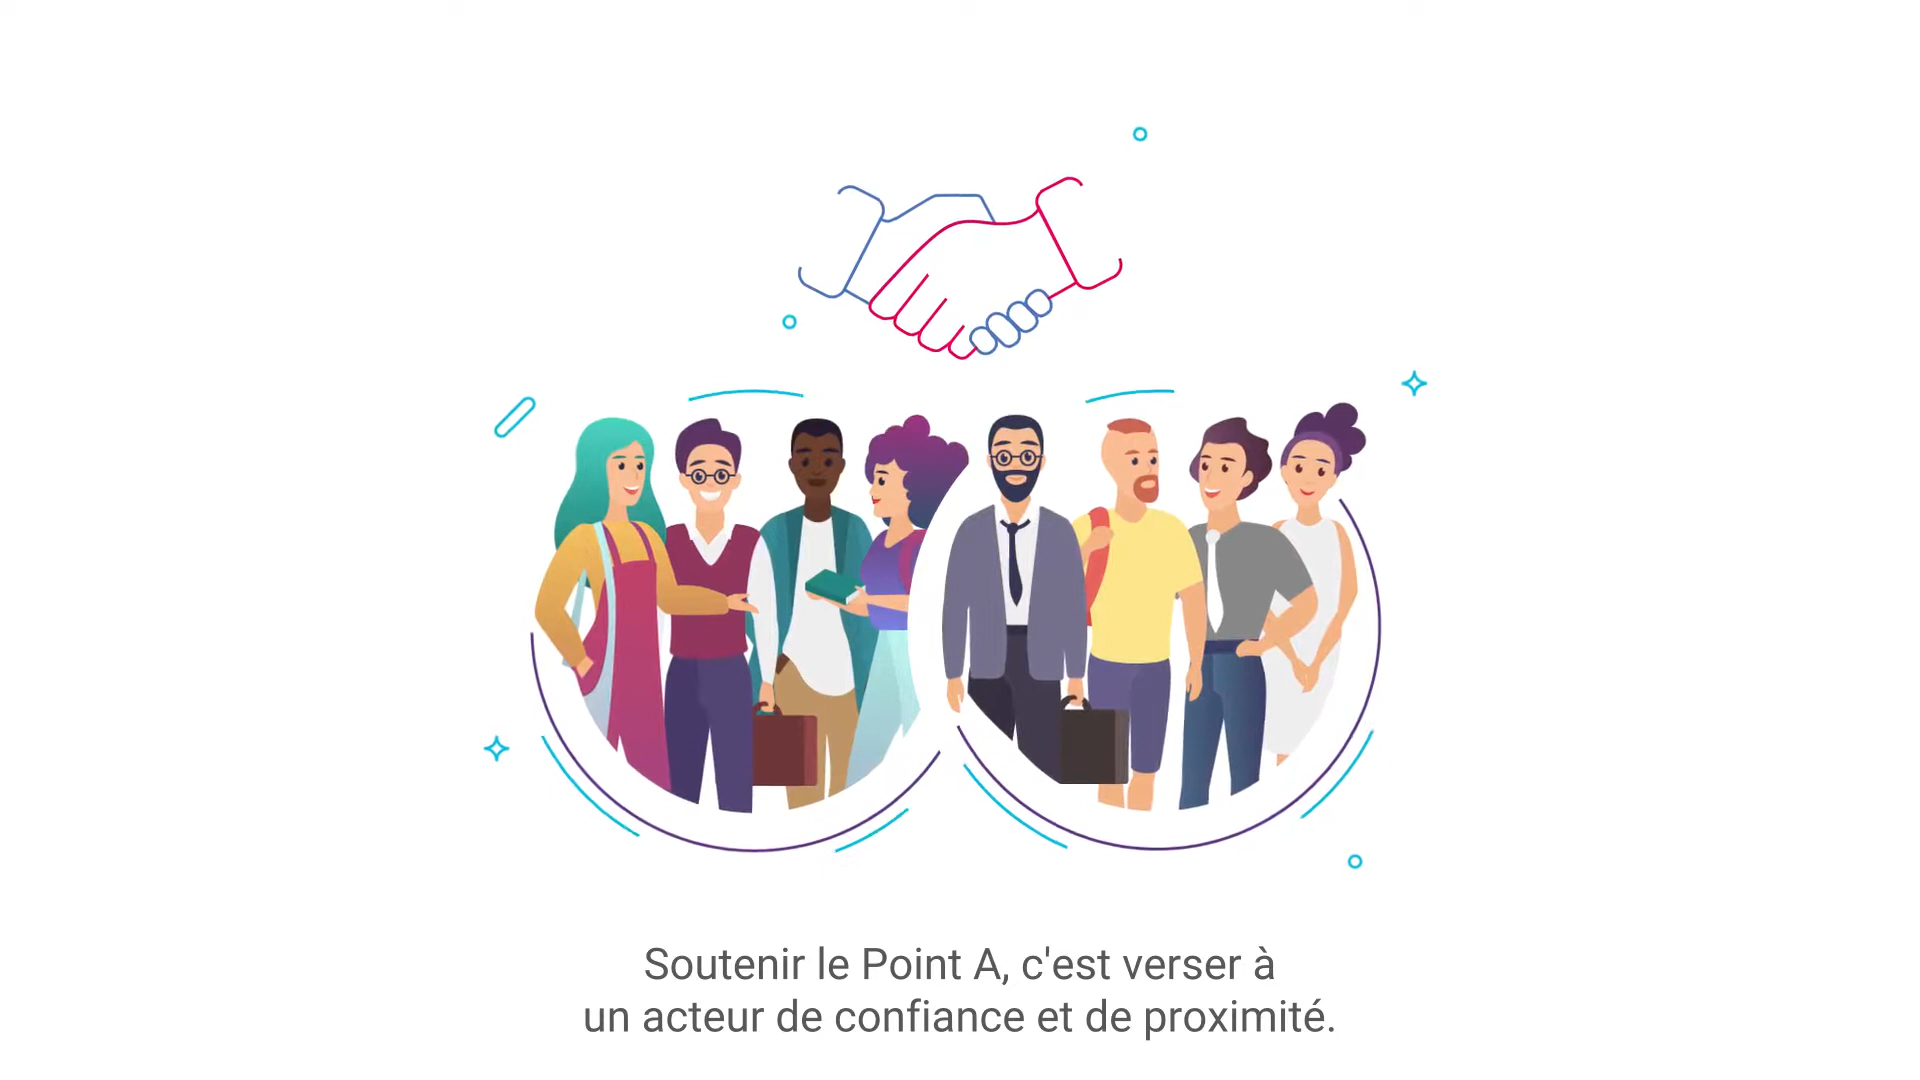 Soutenir le Point A, c'est verser à
un acteur de confiance et de proximité.